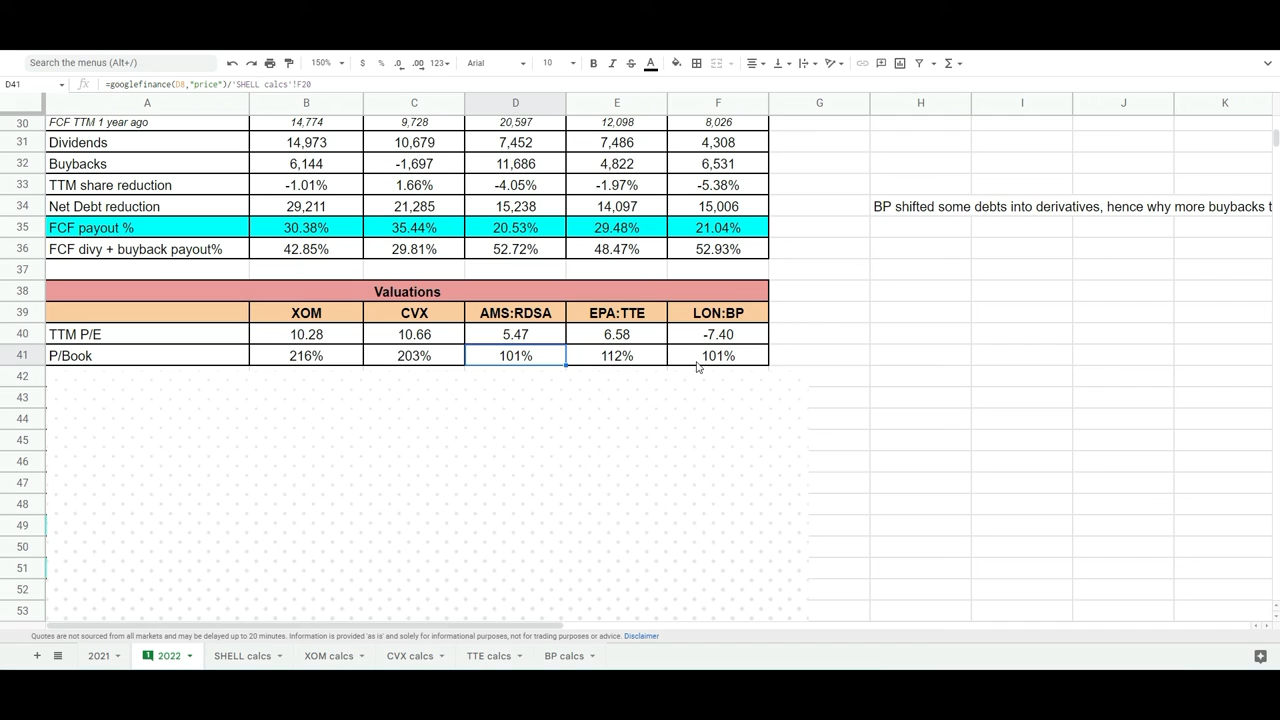 Search the menus (Alt+/) 150% $ % .0 .00 123 Arial 10 B I S A
D41 fx =googlefinance(D8,"price")/'SHELL calcs'!F20
A B C D E F G H I J K
30 FCF TTM 1 year ago 14,774 9,728 20,597 12,098 8,026
31 Dividends 14,973 10,679 7,452 7,486 4,308
32 Buybacks 6,144 -1,697 11,686 4,822 6,531
33 TTM share reduction -1.01% 1.66% -4.05% -1.97% -5.38%
34 Net Debt reduction 29,211 21,285 15,238 14,097 15,006 BP shifted some debts into derivatives, hence why more buybacks t
35 FCF payout % 30.38% 35.44% 20.53% 29.48% 21.04%
36 FCF divy + buyback payout% 42.85% 29.81% 52.72% 48.47% 52.93%
37
38 Valuations
39 XOM CVX AMS:RDSA EPA:TTE LON:BP
40 TTM P/E 10.28 10.66 5.47 6.58 -7.40
41 P/Book 216% 203% 101% 112% 101%
42
43
44
45
46
47
48
49
50
51
52
53
Quotes are not sourced from all markets and may be delayed up to 20 minutes. Information is provided 'as is' and solely for informational purposes, not for trading purposes or advice. Disclaimer
+ 2021 1 2022 SHELL calcs XOM calcs CVX calcs TTE calcs BP calcs